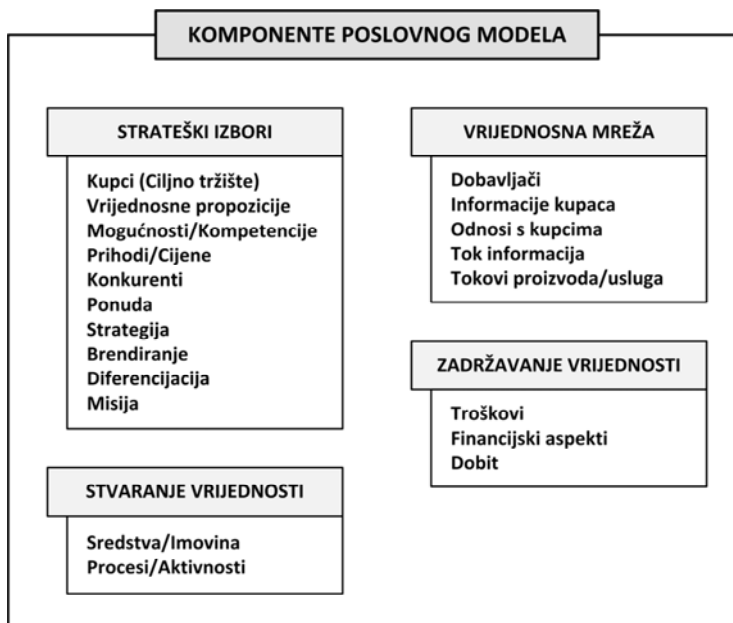 KOMPONENTE POSLOVNOG MODELA
STRATEŠKI IZBORI
Kupci (Ciljno tržište)
Vrijednosne propozicije
Mogućnosti/Kompetencije
Prihodi/Cijene
Konkurenti
Ponuda
Strategija
Brendiranje
Diferencijacija
Misija
STVARANJE VRIJEDNOSTI
Sredstva/Imovina
Procesi/Aktivnosti
VRIJEDNOSNA MREŽA
Dobavljači
Informacije kupaca
Odnosi s kupcima
Tok informacija
Tokovi proizvoda/usluga
ZADRŽAVANJE VRIJEDNOSTI
Troškovi
Financijski aspekti
Dobit